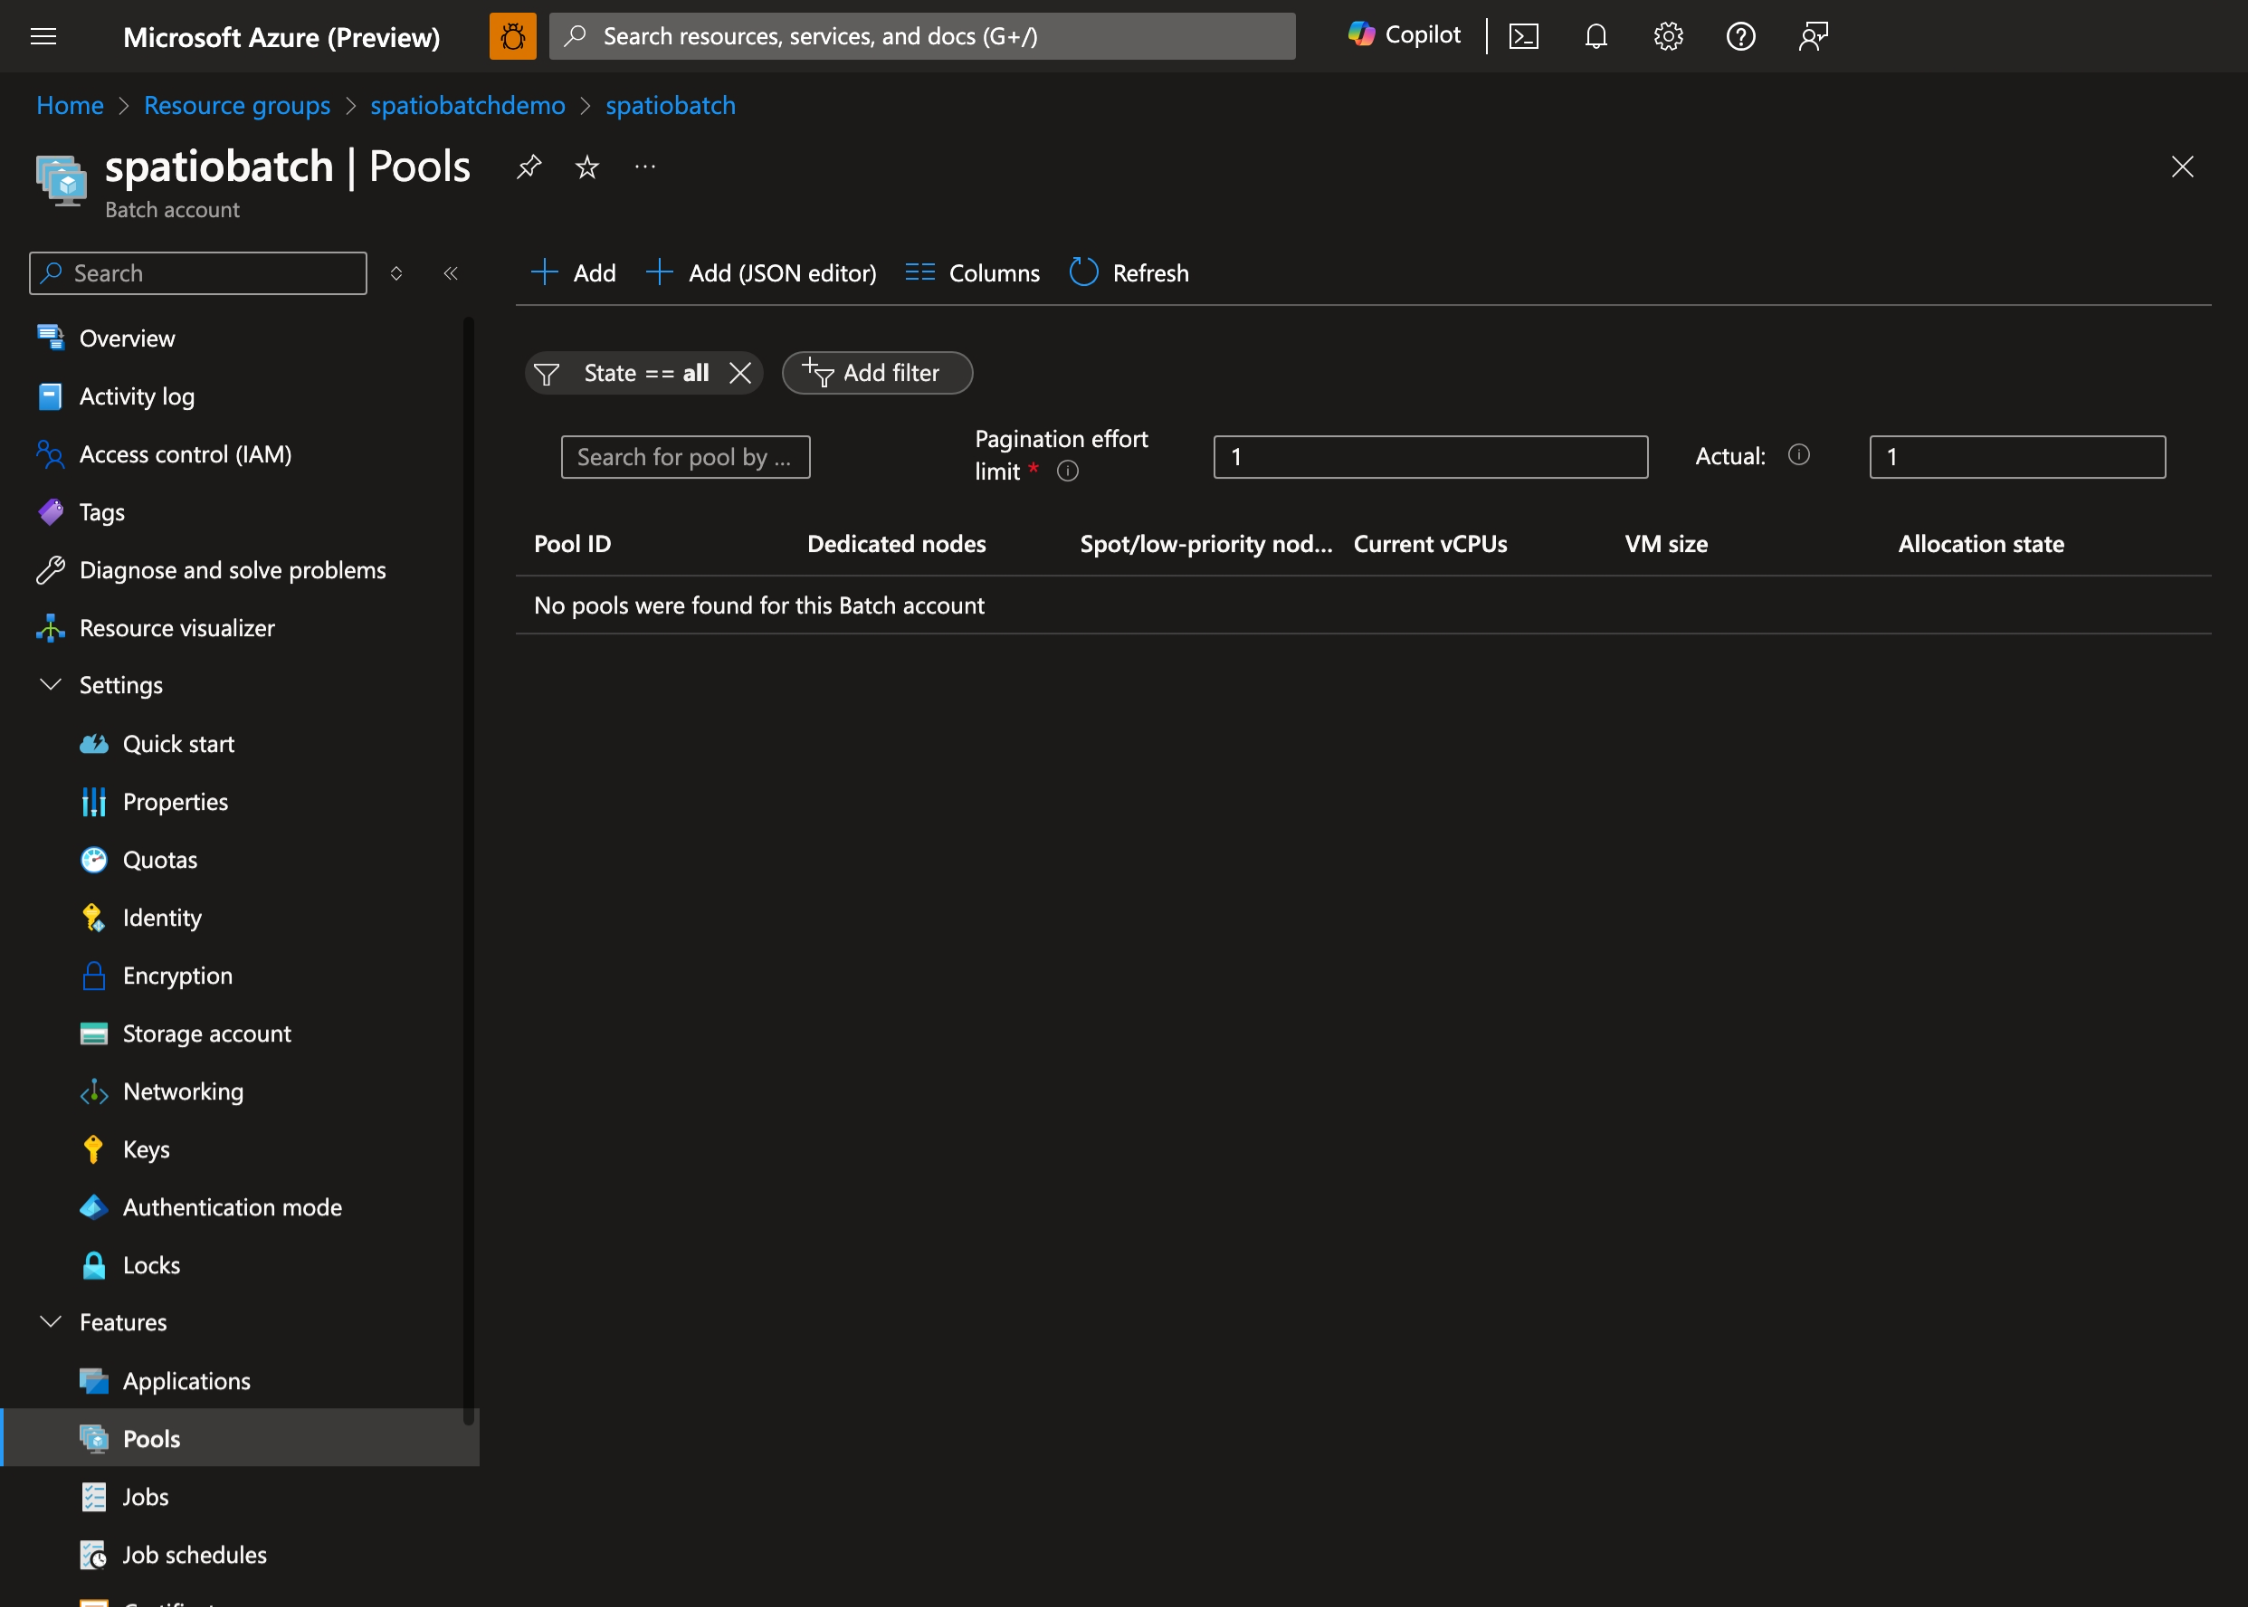 Microsoft Azure (Preview)
Search resources, services, and docs (G+/)
Copilot
Home > Resource groups > spatiobatchdemo > spatiobatch
spatiobatch | Pools
Batch account
Search
Add
Add (JSON editor)
Columns
Refresh
Overview
Activity log
Access control (IAM)
Tags
Diagnose and solve problems
Resource visualizer
Settings
Quick start
Properties
Quotas
Identity
Encryption
Storage account
Networking
Keys
Authentication mode
Locks
Features
Applications
Pools
Jobs
Job schedules
State == all
Add filter
Search for pool by ...
Pagination effort
limit *
1
Actual:
1
Pool ID
Dedicated nodes
Spot/low-priority nod...
Current vCPUs
VM size
Allocation state
No pools were found for this Batch account